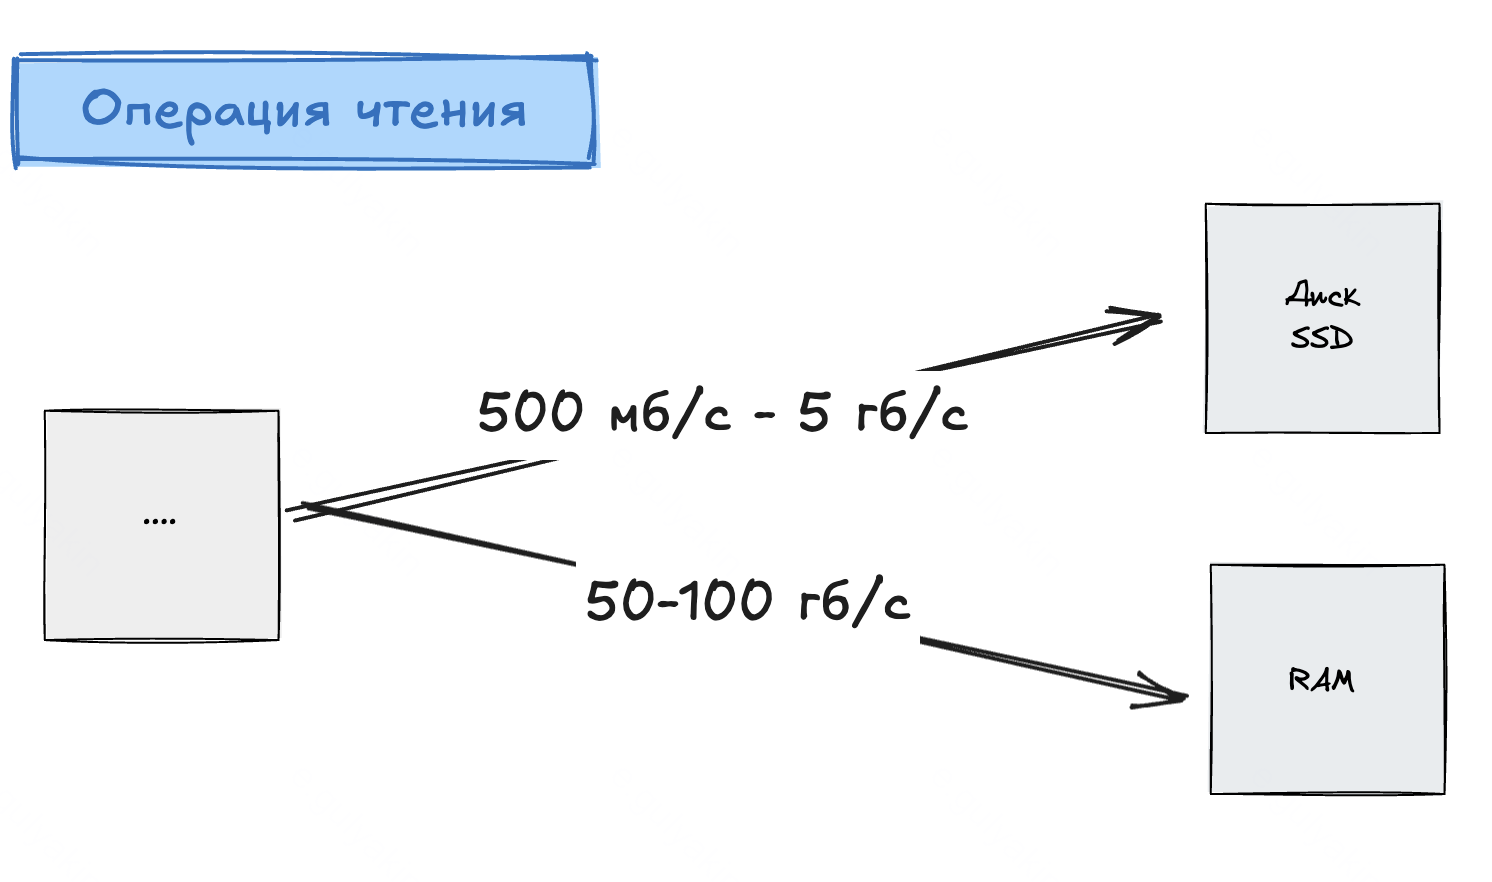 Операция чтения
Диск
SSD
500 мб/с - 5 гб/с
....
50-100 гб/с
RAM